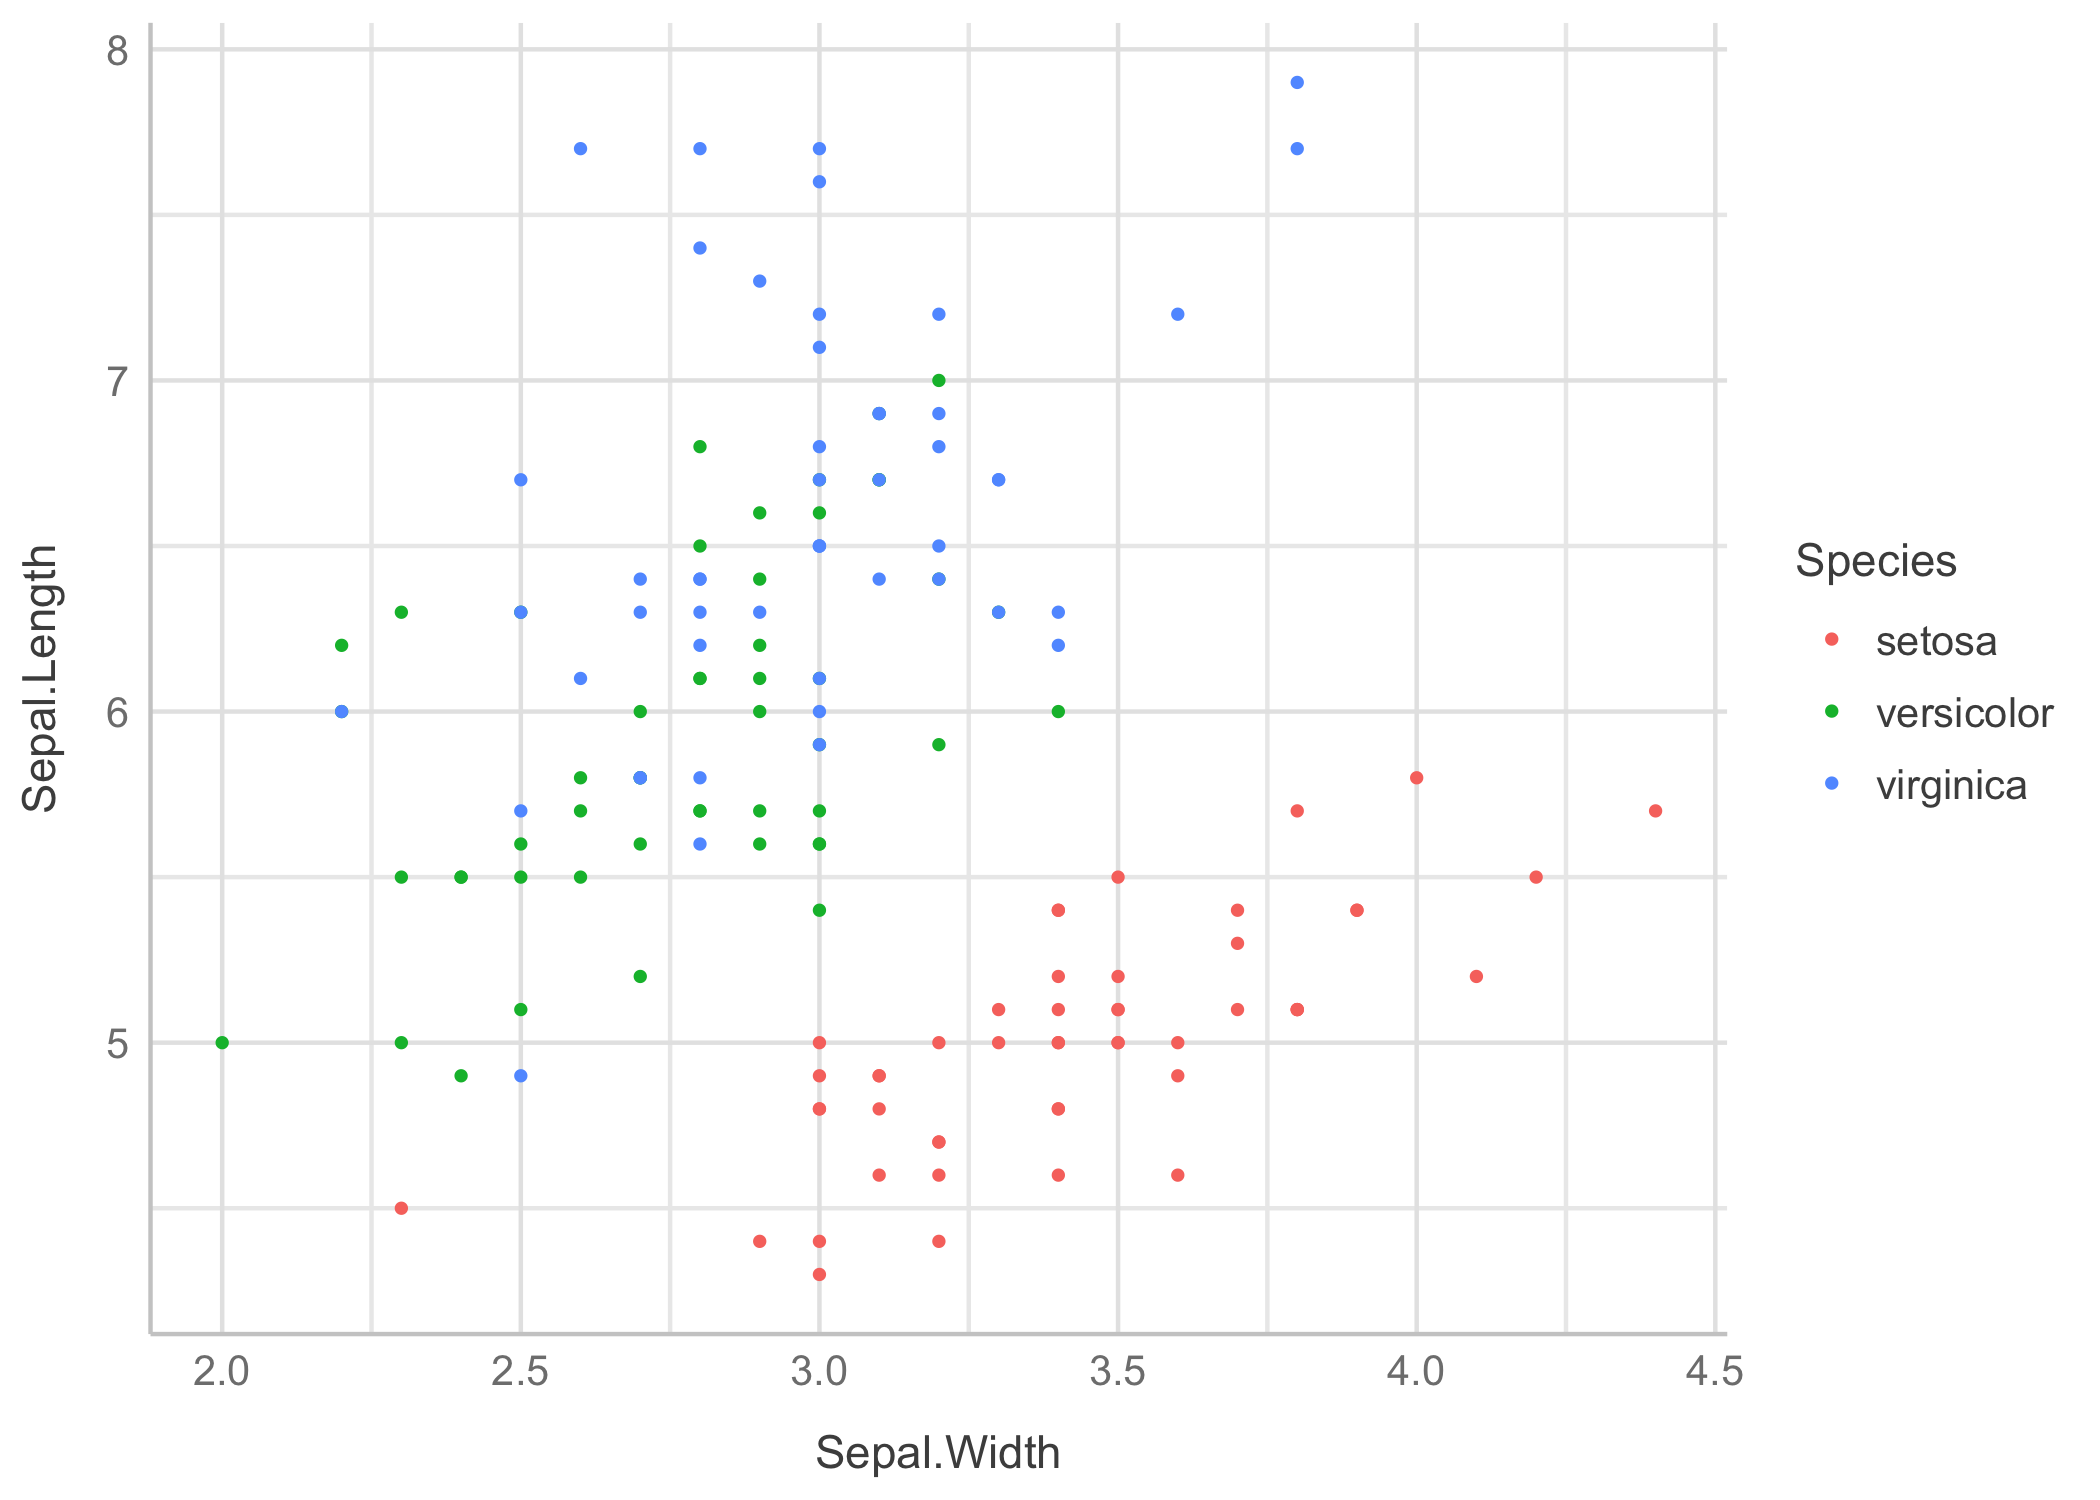 8
7
6
5
Sepal.Length
2.0 2.5 3.0 3.5 4.0 4.5
Sepal.Width
Species
setosa
versicolor
virginica